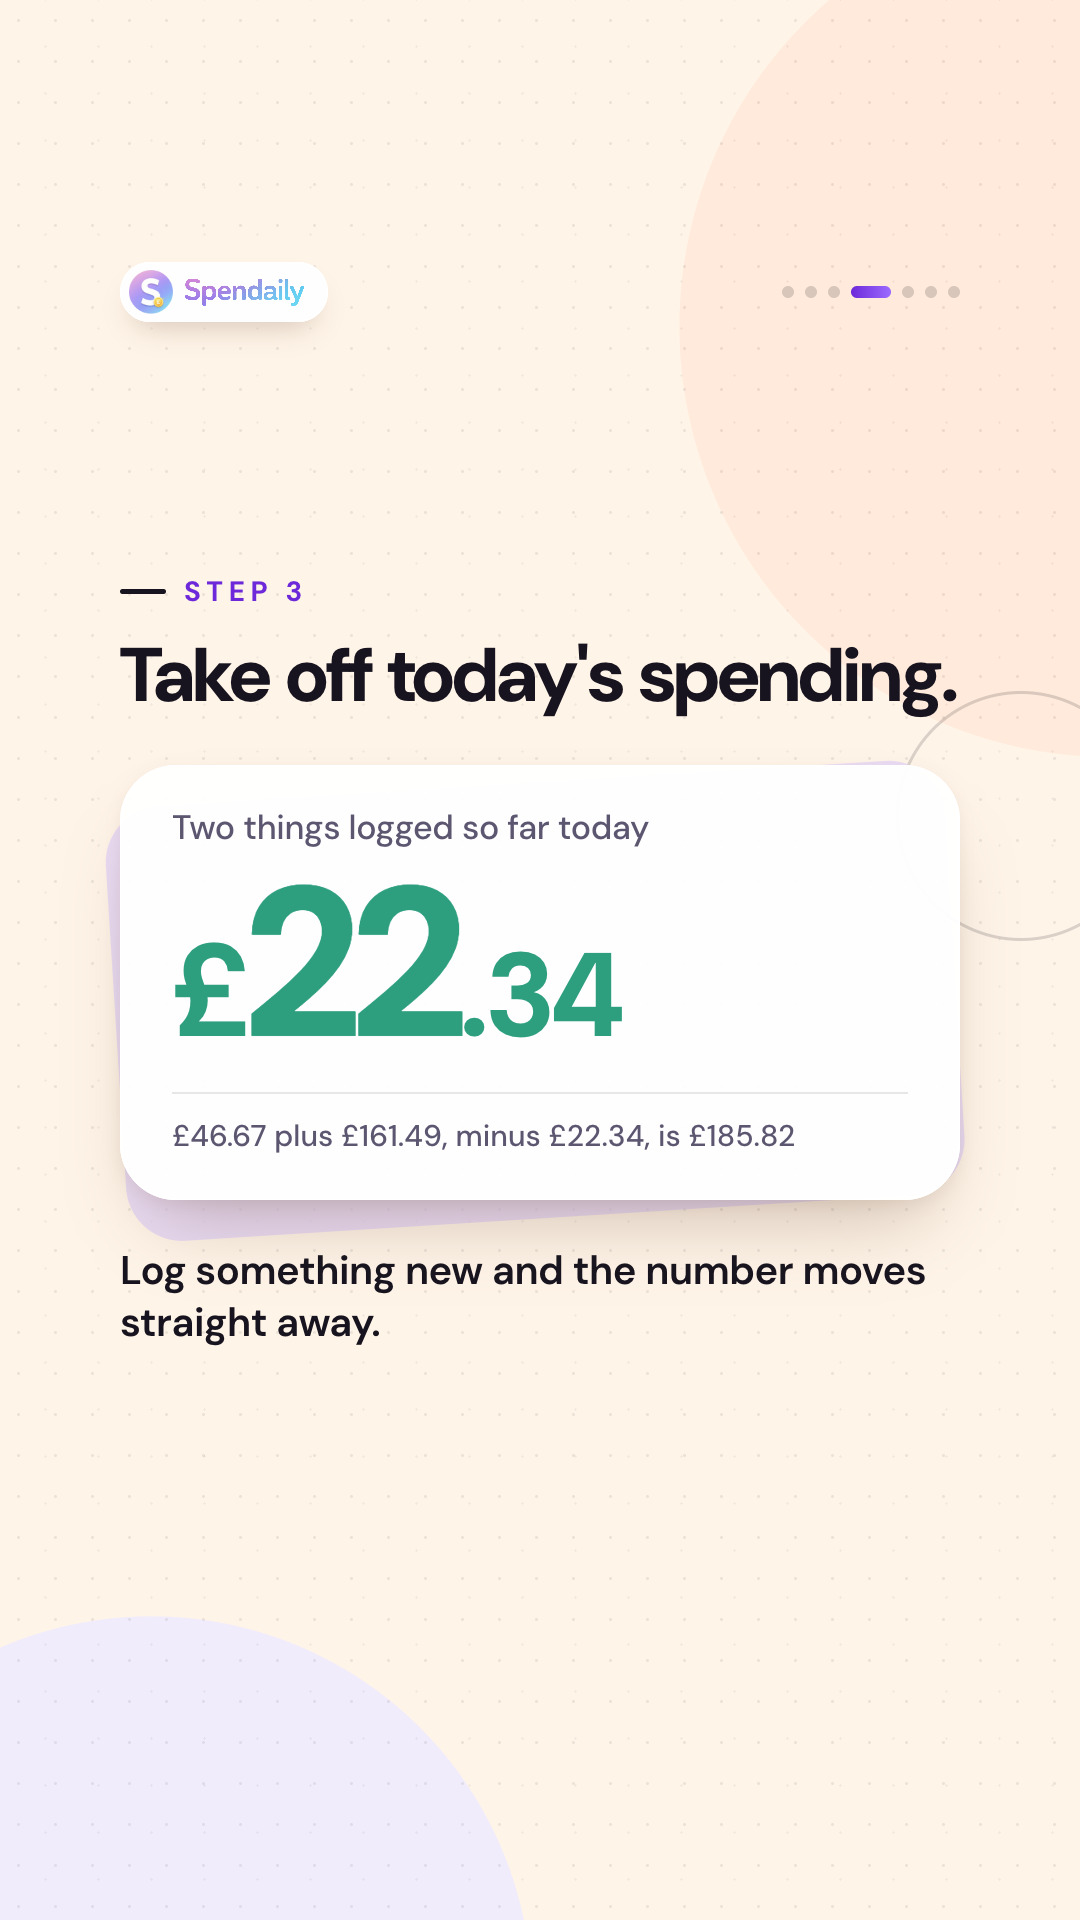 Spendaily
STEP 3
Take off today's spending.
Two things logged so far today
£22.34
£46.67 plus £161.49, minus £22.34, is £185.82
Log something new and the number moves
straight away.